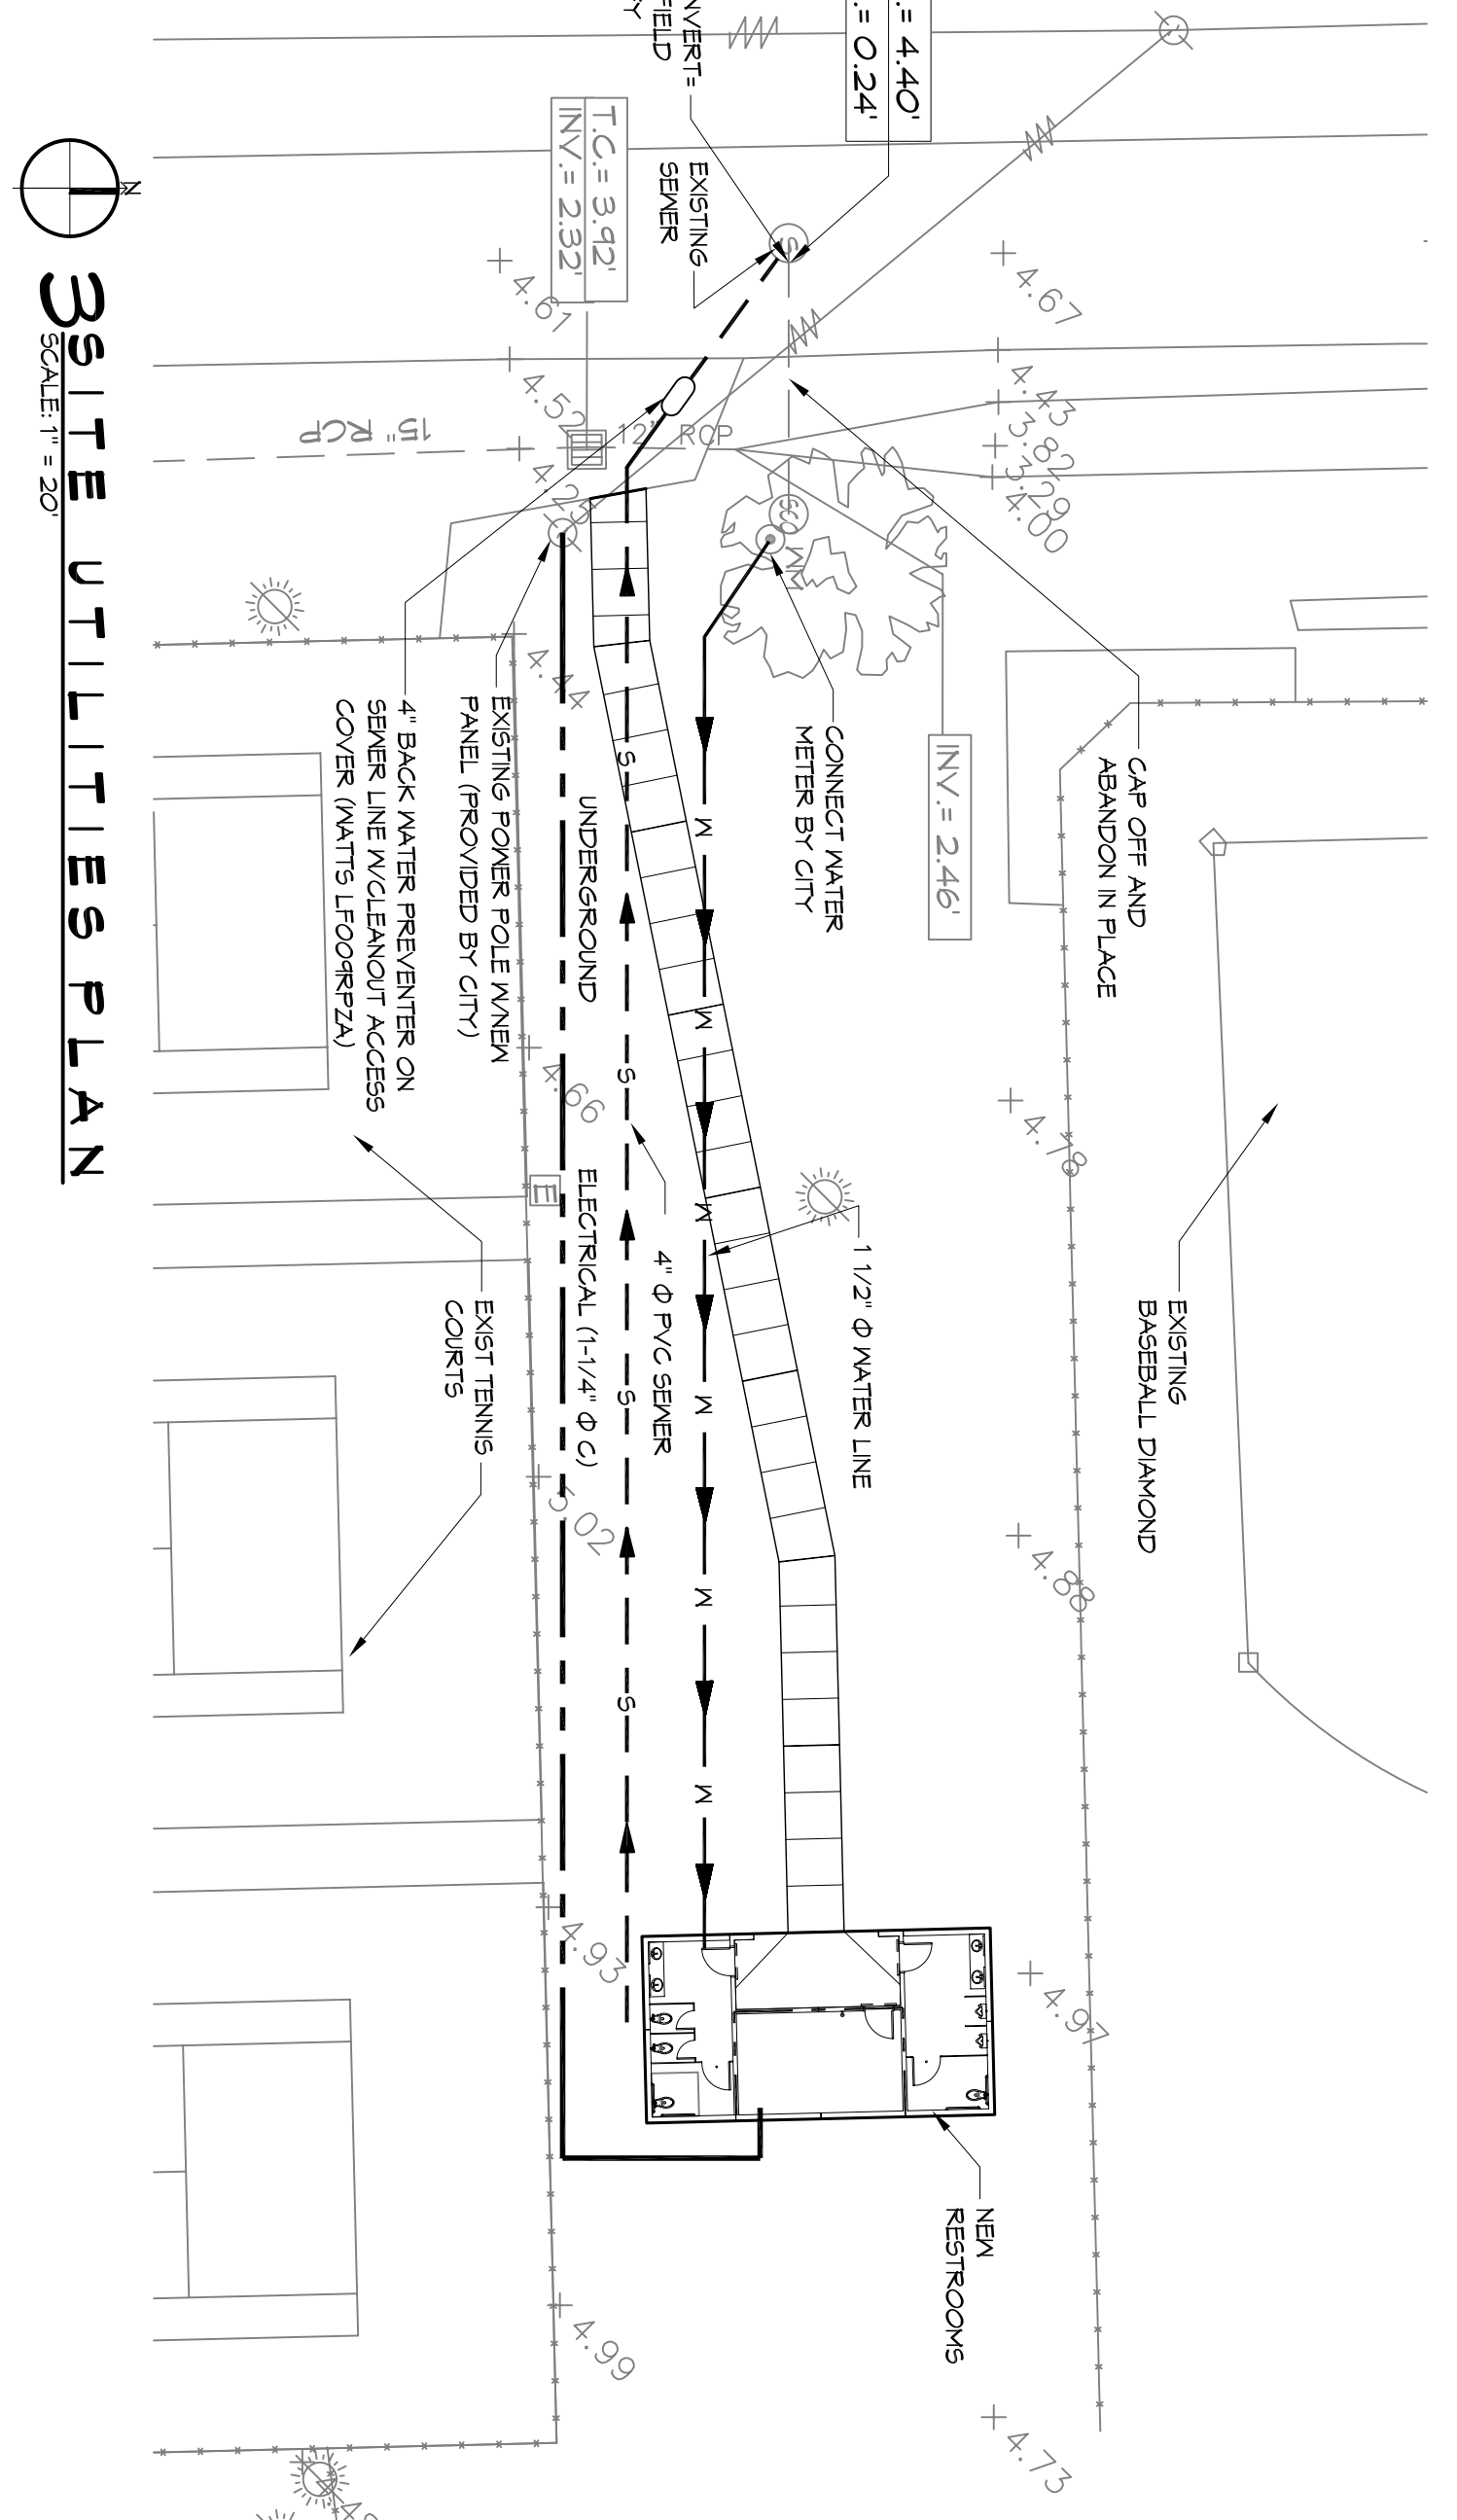 .= 4.40'
.= 0.24'
NVERT=
FIELD
Y
EXISTING
SEWER
T.C.= 3.92'
INV.= 2.32'
S
4.67
4.43
3.82
3.29
4.00
4.61
4.52
4.23
4.44
15" RCP
12" RCP
CAP OFF AND
ABANDON IN PLACE
INV.= 2.46'
CONNECT WATER
METER BY CITY
EXISTING POWER POLE W/NEW
PANEL (PROVIDED BY CITY)
4" BACK WATER PREVENTER ON
SEWER LINE W/CLEANOUT ACCESS
COVER (WATTS LF009RPZA)
UNDERGROUND
ELECTRICAL (1-1/4" Φ C)
4" Φ PVC SEWER
1 1/2" Φ WATER LINE
S
S
S
S
W
W
W
W
W
W
E
EXISTING
BASEBALL DIAMOND
EXIST TENNIS
COURTS
4.78
4.66
4.88
5.02
4.97
4.93
NEW
RESTROOMS
4.99
4.73
N
3
SITE UTILITIES PLAN
SCALE: 1" = 20'